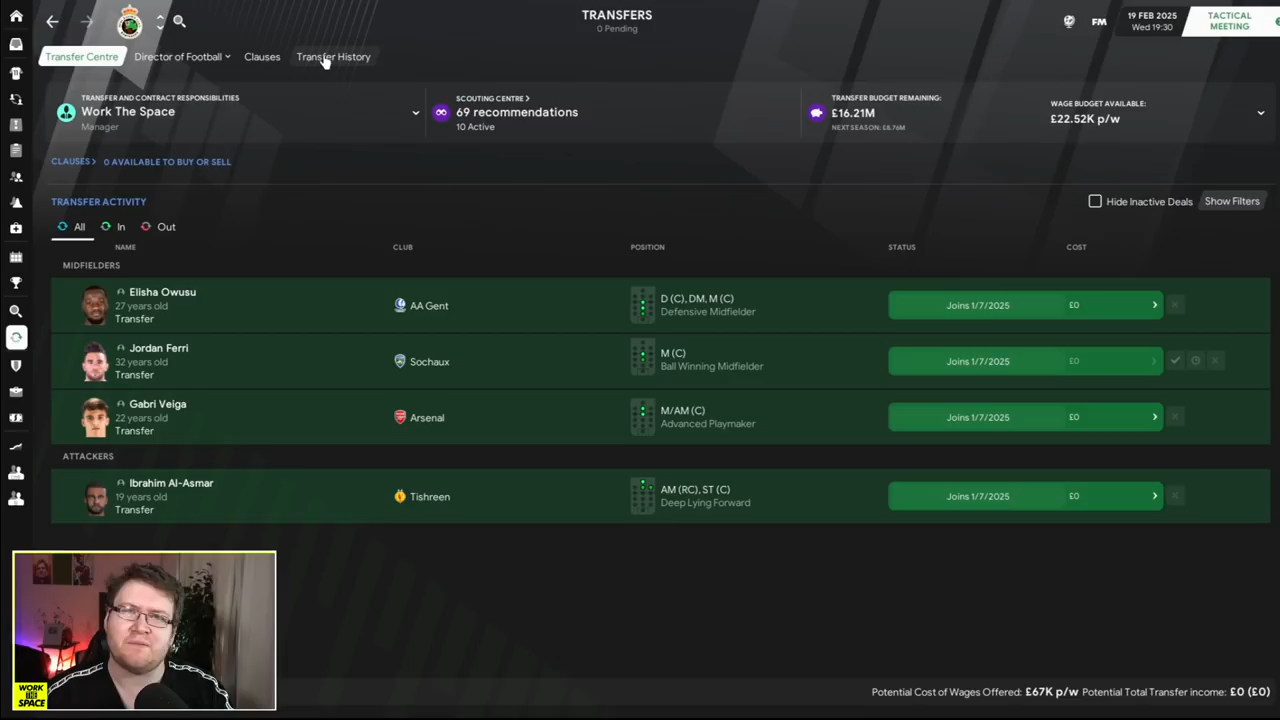 TRANSFERS
0 Pending
FM
19 FEB 2025
Wed 19:30
TACTICAL
MEETING
Transfer Centre
Director of Football
Clauses
Transfer History
TRANSFER AND CONTRACT RESPONSIBILITIES
Work The Space
Manager
SCOUTING CENTRE >
69 recommendations
10 Active
TRANSFER BUDGET REMAINING:
£16.21M
NEXT SEASON: £8.76M
WAGE BUDGET AVAILABLE:
£22.52K p/w
CLAUSES > 0 AVAILABLE TO BUY OR SELL
TRANSFER ACTIVITY
Hide Inactive Deals
Show Filters
All
In
Out
NAME CLUB POSITION STATUS COST
MIDFIELDERS
Elisha Owusu
27 years old
Transfer
AA Gent
D (C), DM, M (C)
Defensive Midfielder
Joins 1/7/2025 £0
Jordan Ferri
32 years old
Transfer
Sochaux
M (C)
Ball Winning Midfielder
Joins 1/7/2025 £0
Gabri Veiga
22 years old
Transfer
Arsenal
M/AM (C)
Advanced Playmaker
Joins 1/7/2025 £0
ATTACKERS
Ibrahim Al-Asmar
19 years old
Transfer
Tishreen
AM (RC), ST (C)
Deep Lying Forward
Joins 1/7/2025 £0
WORK
THE
SPACE
Potential Cost of Wages Offered: £67K p/w Potential Total Transfer income: £0 (£0)